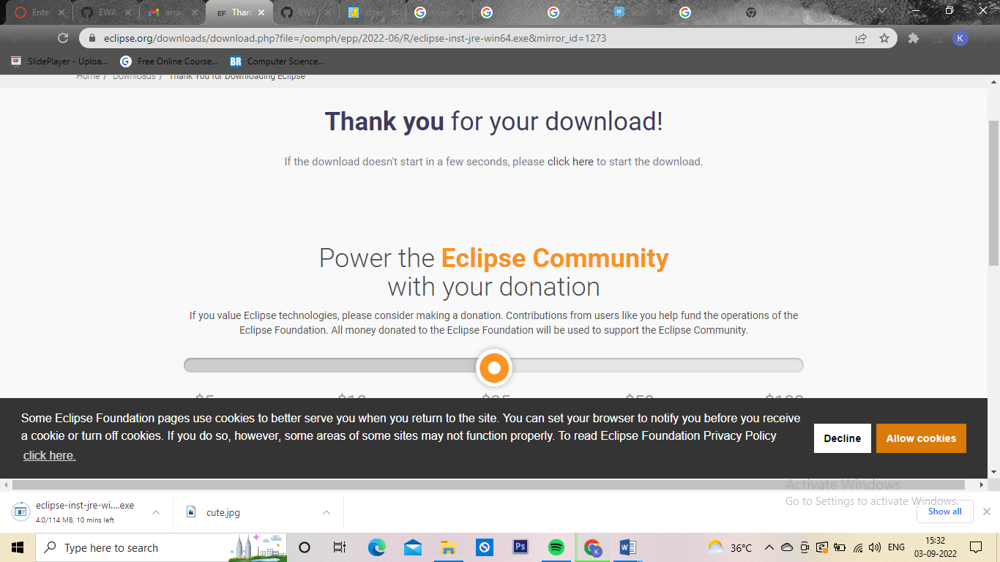 Ente
EWA
array
Than
EWA
stres
user
aca
eclipse.org/downloads/download.php?file=/oomph/epp/2022-06/R/eclipse-inst-jre-win64.exe&mirror_id=1273
K
SlidePlayer - Uploa...
Free Online Course...
BR Computer Science...
Home / Downloads / Thank You for Downloading Eclipse
Thank you for your download!
If the download doesn't start in a few seconds, please click here to start the download.
Power the Eclipse Community
with your donation
If you value Eclipse technologies, please consider making a donation. Contributions from users like you help fund the operations of the
Eclipse Foundation. All money donated to the Eclipse Foundation will be used to support the Eclipse Community.
$5 $10 $25 $50 $100
Some Eclipse Foundation pages use cookies to better serve you when you return to the site. You can set your browser to notify you before you receive
a cookie or turn off cookies. If you do so, however, some areas of some sites may not function properly. To read Eclipse Foundation Privacy Policy
click here.
Decline
Allow cookies
Activate Windows
Go to Settings to activate Windows.
eclipse-inst-jre-wi....exe
4.0/114 MB, 10 mins left
cute.jpg
Show all
Type here to search
Ps
36°C
ENG
15:32
03-09-2022